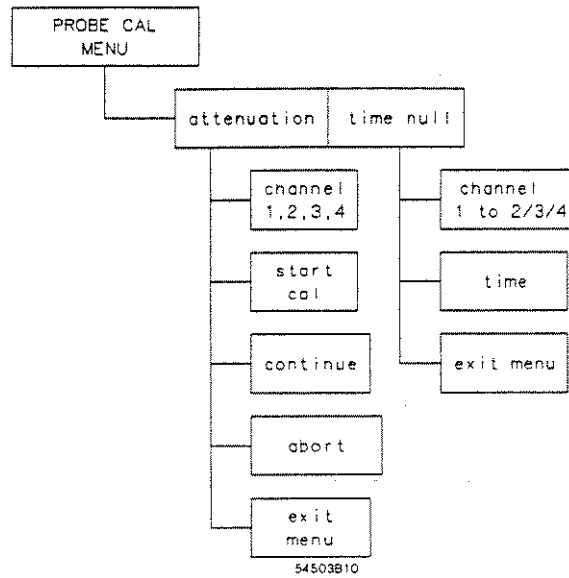 PROBE CAL
MENU
attenuation
time null
channel
1,2,3,4
channel
1 to 2/3/4
start
cal
time
continue
exit menu
abort
exit
menu
54503B10